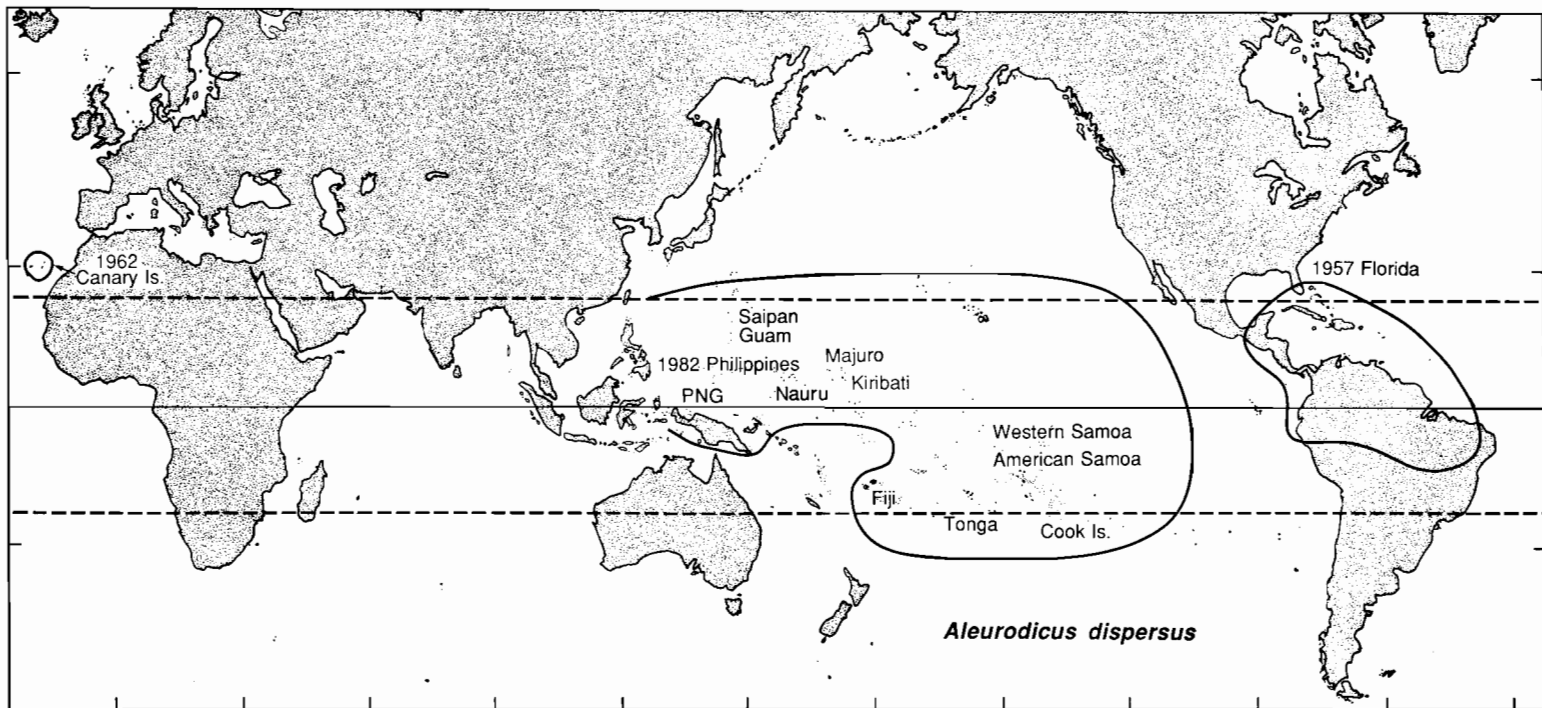 1962
Canary Is.
1957 Florida
Saipan
Guam
1982 Philippines
Majuro
Kiribati
PNG
Nauru
Western Samoa
American Samoa
Fiji
Tonga
Cook Is.
Aleurodicus dispersus